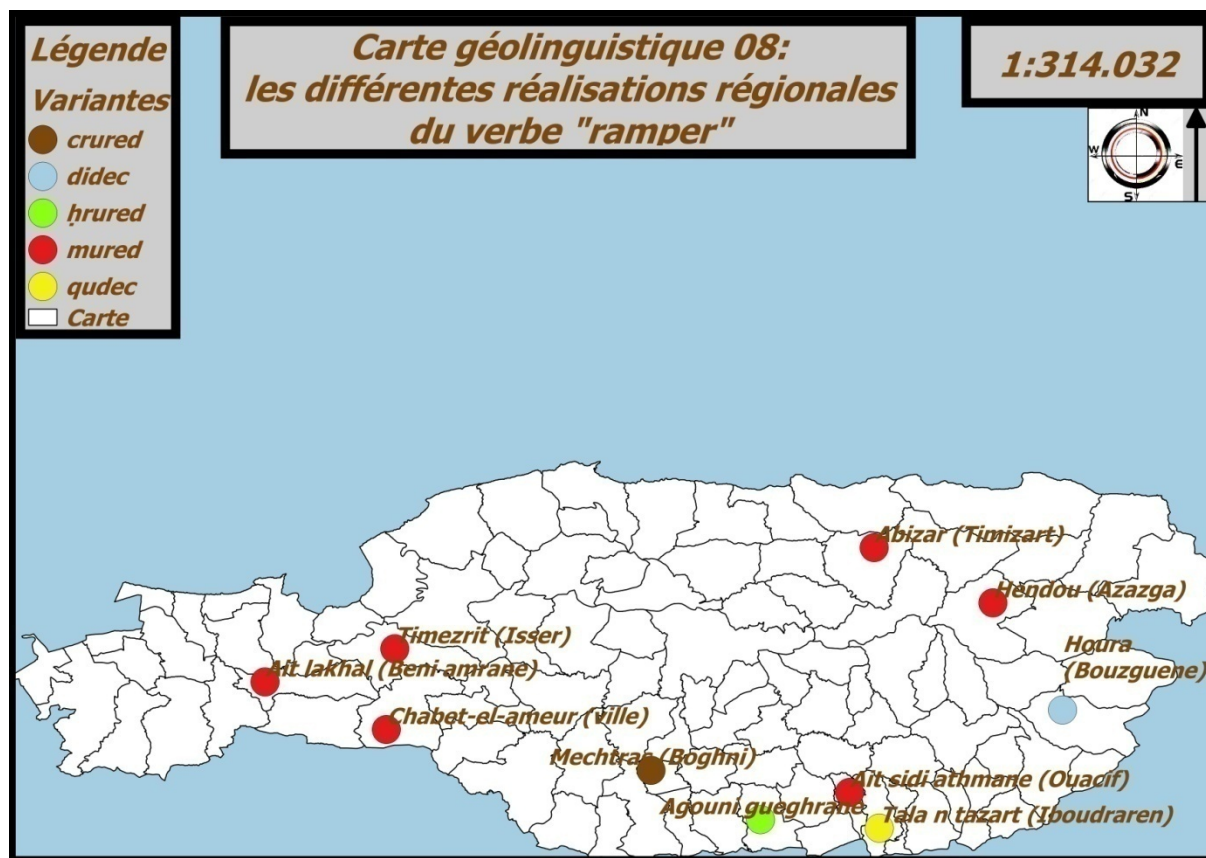 Légende
Variantes
crured
didec
ḥrured
mured
qudec
Carte
Carte géolinguistique 08:
les différentes réalisations régionales
du verbe "ramper"
1:314.032
N
W
E
S
Abizar (Timizart)
Hendou (Azazga)
Houra
(Bouzguene)
Timezrit (Isser)
Ait lakhal (Beni-amrane)
Chabet-el-ameur (ville)
Mechtras (Boghni)
Ait sidi athmane (Ouacif)
Agouni gueghrane
Tala n tazart (Iboudraren)